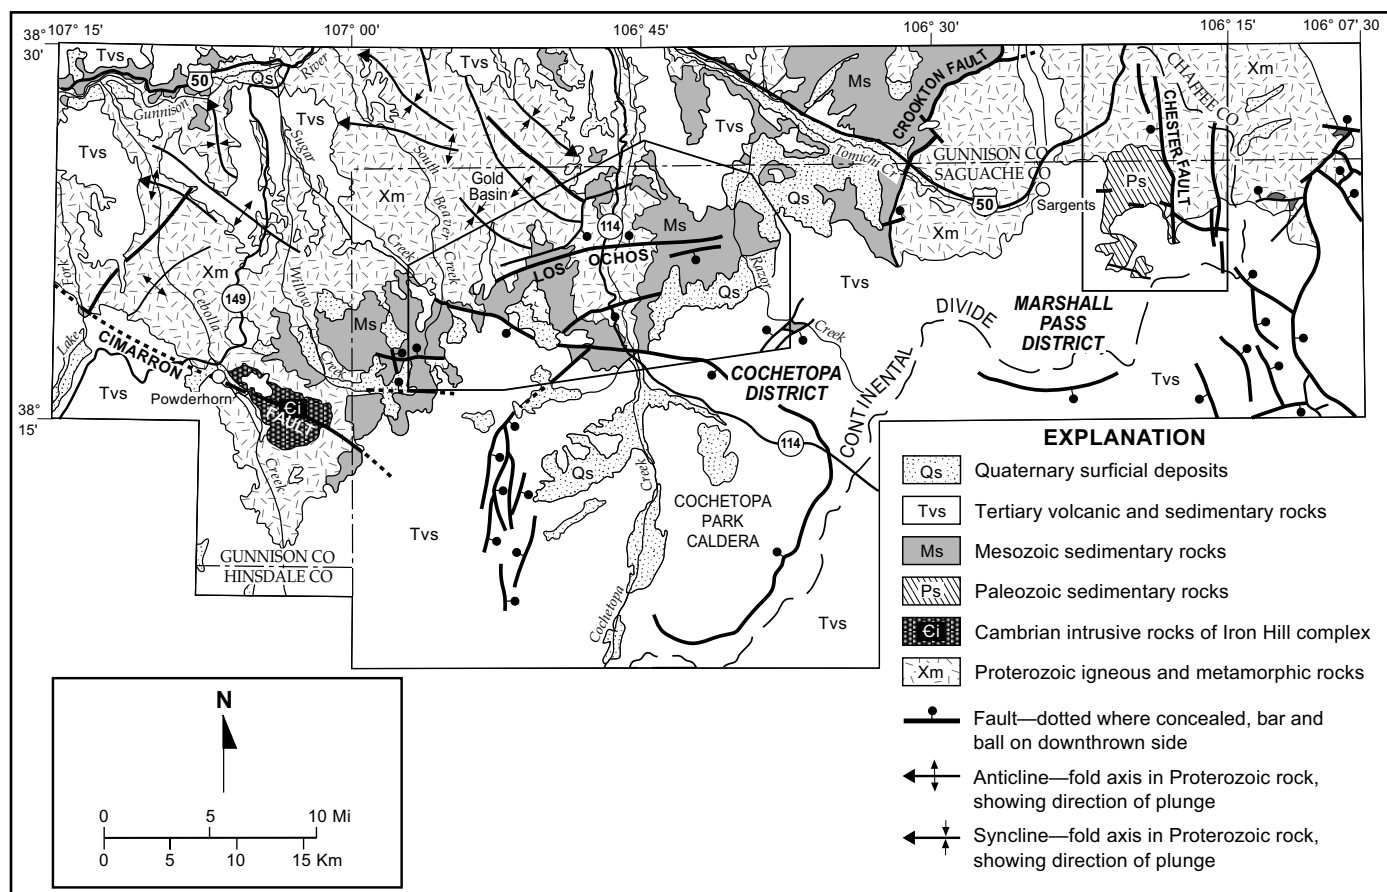 107° 15'
107° 00'
106° 45'
106° 30'
106° 15'
106° 07' 30
38°
30'
Tvs
50
Qs
River
Gunnison
Tvs
Sugar
Tvs
Tvs
Ms
CROOKTON FAULT
CHAFFEE CO
Xm
CHESTER FAULT
Tvs
Tomichi Cr
GUNNISON CO
SAGUACHE CO
Tvs
Xm
South
Beaver
Creek
Gold
Basin
Creek
114
Ms
Qs
50
Sargents
Ps
Xm
LOS OCHOS
Razor
Creek
Tvs
Xm
149
Lake
Fork
Cebolla
Creek
Willow
Creek
Ms
Qs
DIVIDE
CONTINENTAL
MARSHALL
PASS
DISTRICT
Tvs
CIMARRON
FAULT
Powderhorn
Tvs
Єi
COCHETOPA
DISTRICT
38°
15'
114
Qs
Creek
Cochetopa
COCHETOPA
PARK
CALDERA
Tvs
Tvs
GUNNISON CO
HINSDALE CO
EXPLANATION
Qs Quaternary surficial deposits
Tvs Tertiary volcanic and sedimentary rocks
Ms Mesozoic sedimentary rocks
Ps Paleozoic sedimentary rocks
Єi Cambrian intrusive rocks of Iron Hill complex
Xm Proterozoic igneous and metamorphic rocks
Fault—dotted where concealed, bar and
ball on downthrown side
Anticline—fold axis in Proterozoic rock,
showing direction of plunge
Syncline—fold axis in Proterozoic rock,
showing direction of plunge
N
0 5 10 Mi
0 5 10 15 Km